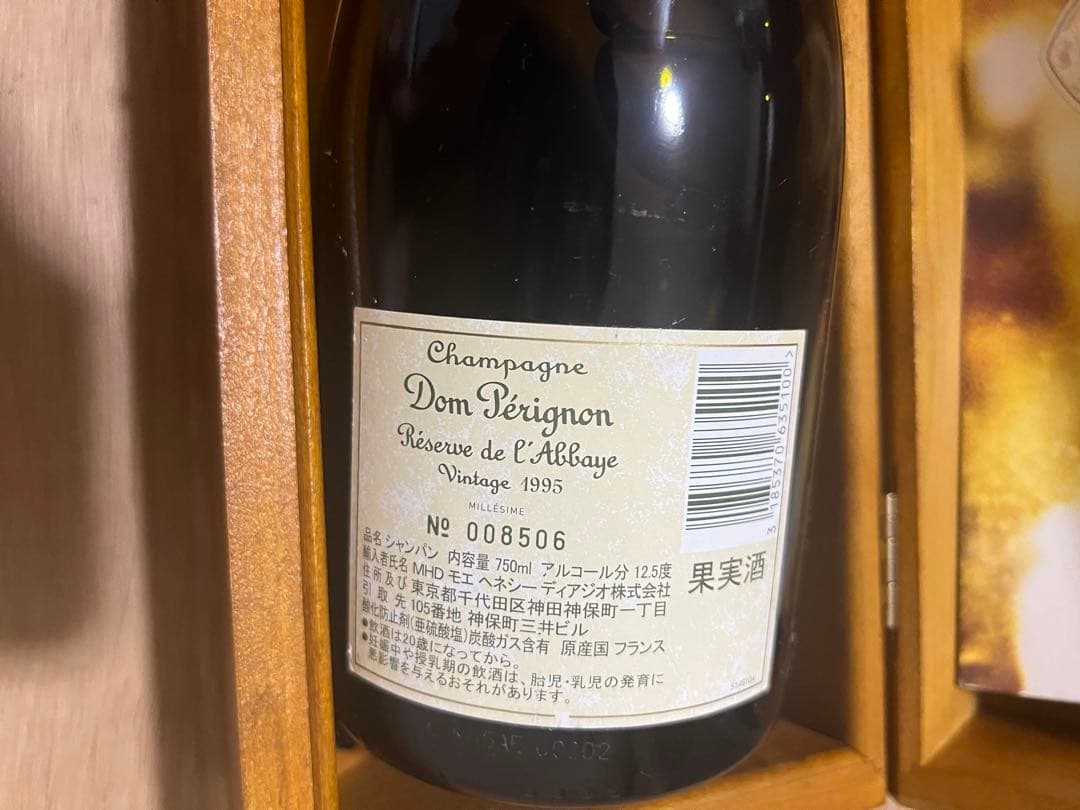 Champagne
Dom Pérignon
Réserve de l'Abbaye
Vintage 1995
MILLÉSIME
Nº 008506
品名 シャンパン 内容量 750ml アルコール分 12.5度
輸入者氏名 MHD モエ ヘネシー ディアジオ株式会社
住所及び 東京都千代田区神田神保町一丁目
引取先 105番地 神保町三井ビル
酸化防止剤(亜硫酸塩)炭酸ガス含有 原産国 フランス
●飲酒は20歳になってから。
●妊娠中や授乳期の飲酒は、胎児・乳児の発育に
悪影響を与えるおそれがあります。
3 185370 635100 >
果実酒